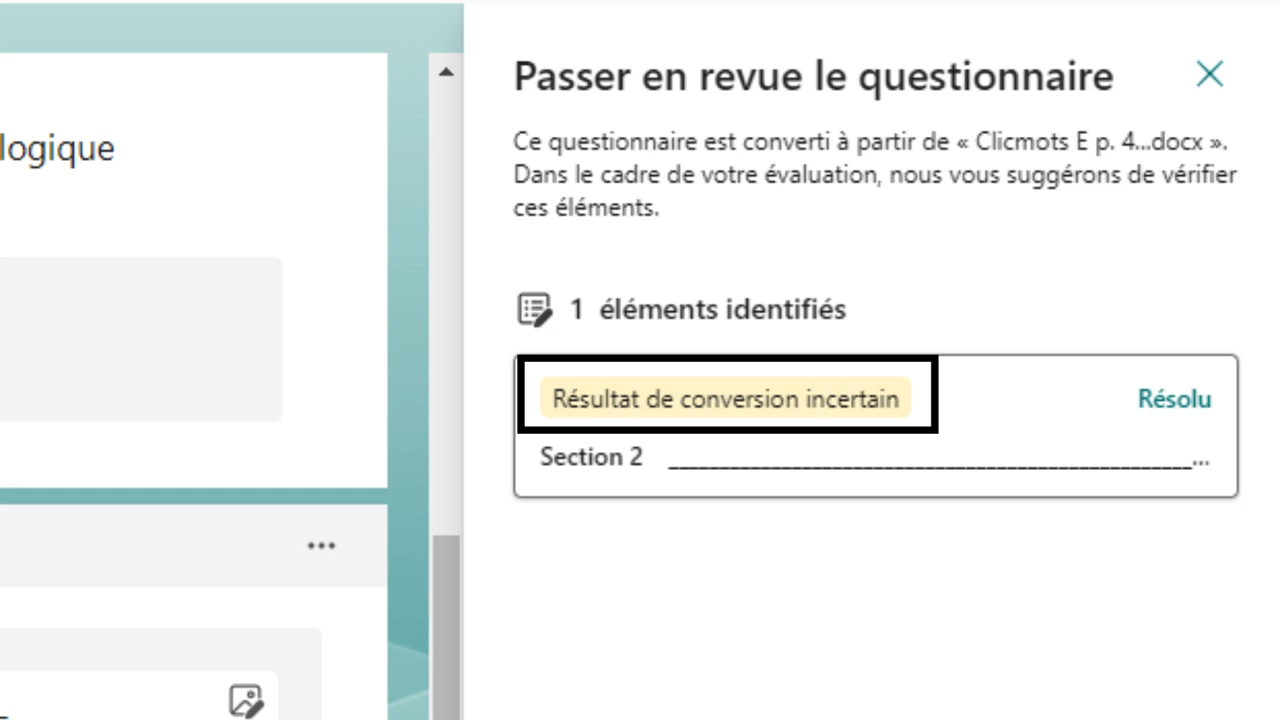 logique
Passer en revue le questionnaire
Ce questionnaire est converti à partir de « Clicmots E p. 4...docx ».
Dans le cadre de votre évaluation, nous vous suggérons de vérifier
ces éléments.
1 éléments identifiés
Résultat de conversion incertain
Résolu
Section 2 ________________________________________...